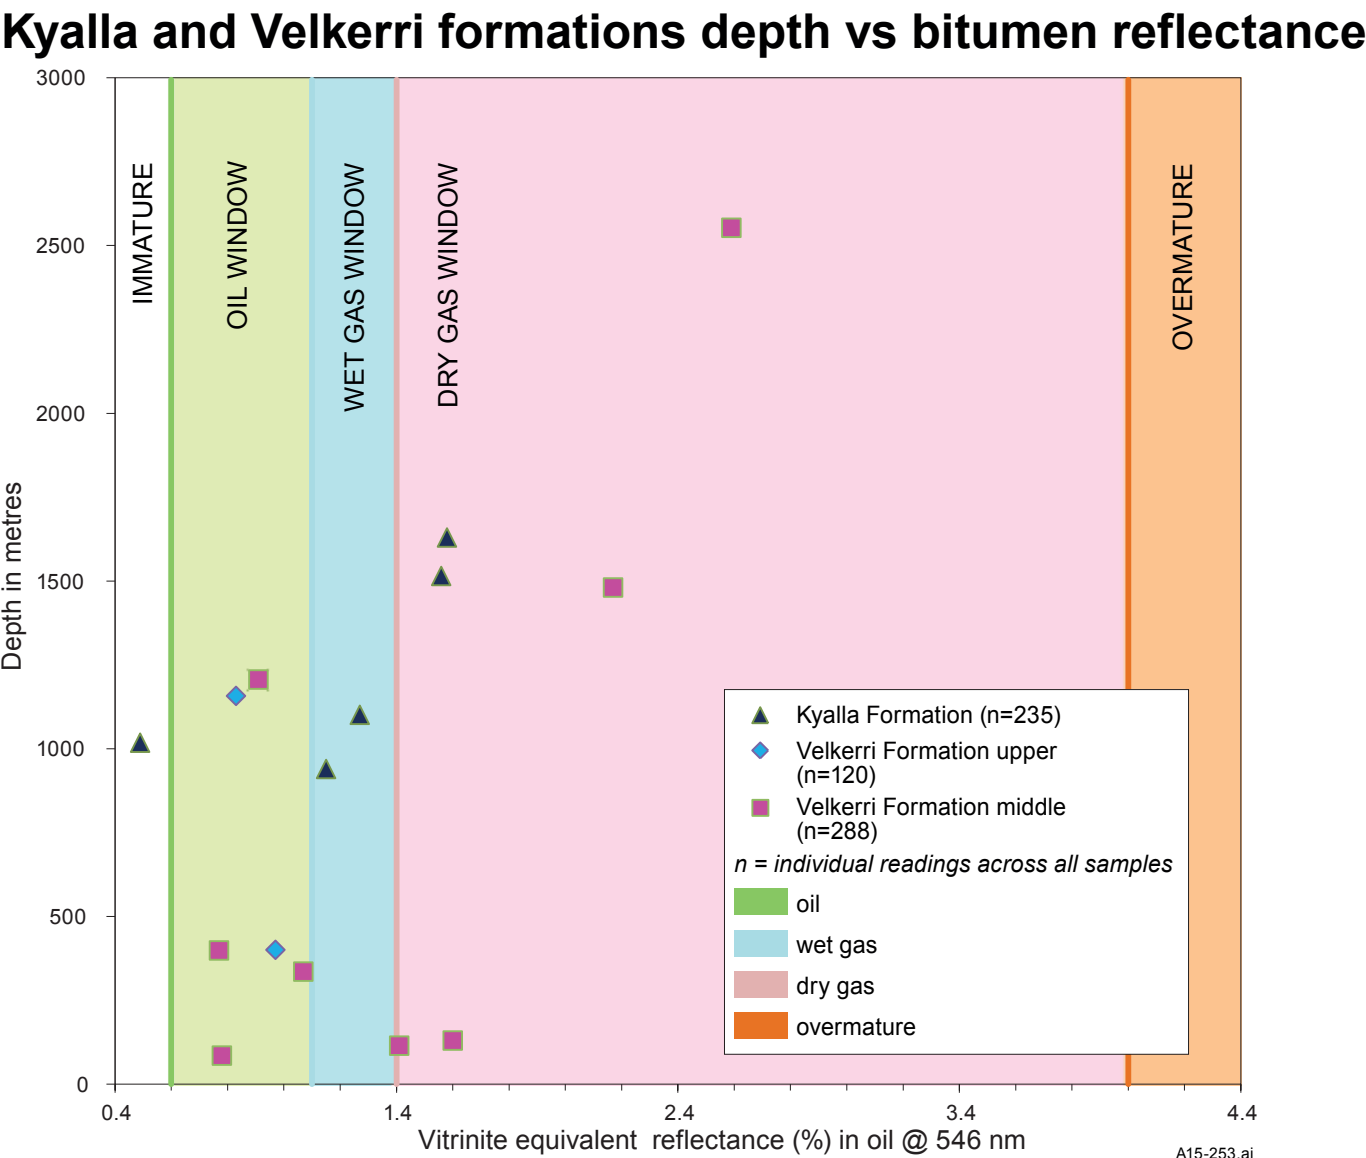 Kyalla and Velkerri formations depth vs bitumen reflectance
3000
2500
2000
1500
1000
500
0
Depth in metres
IMMATURE
OIL WINDOW
WET GAS WINDOW
DRY GAS WINDOW
OVERMATURE
Kyalla Formation (n=235)
Velkerri Formation upper
(n=120)
Velkerri Formation middle
(n=288)
n = individual readings across all samples
oil
wet gas
dry gas
overmature
0.4
1.4
2.4
3.4
4.4
Vitrinite equivalent reflectance (%) in oil @ 546 nm
A15-253.ai